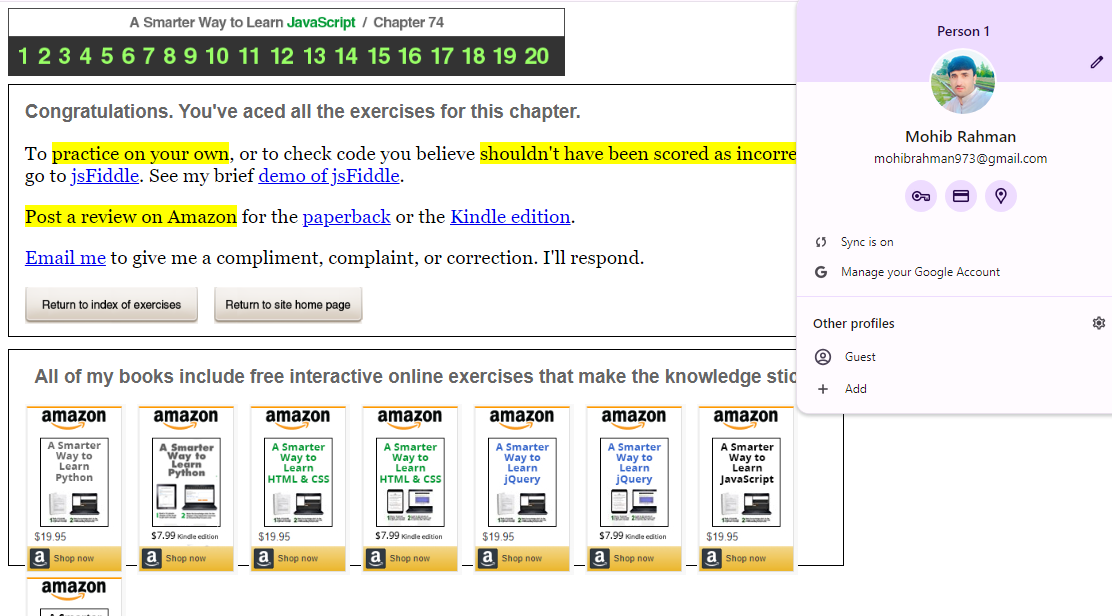 A Smarter Way to Learn JavaScript / Chapter 74
1 2 3 4 5 6 7 8 9 10 11 12 13 14 15 16 17 18 19 20
Congratulations. You've aced all the exercises for this chapter.
To practice on your own, or to check code you believe shouldn't have been scored as incorre
go to jsFiddle. See my brief demo of jsFiddle.
Post a review on Amazon for the paperback or the Kindle edition.
Email me to give me a compliment, complaint, or correction. I'll respond.
Return to index of exercises Return to site home page
All of my books include free interactive online exercises that make the knowledge stic
amazon amazon amazon amazon amazon amazon amazon
A Smarter Way to Learn Python
A Smarter Way to Learn Python
A Smarter Way to Learn HTML & CSS
A Smarter Way to Learn HTML & CSS
A Smarter Way to Learn jQuery
A Smarter Way to Learn jQuery
A Smarter Way to Learn JavaScript
$19.95 $7.99 Kindle edition $19.95 $7.99 Kindle edition $19.95 $7.99 Kindle edition $19.95
a Shop now a Shop now a Shop now a Shop now a Shop now a Shop now a Shop now
amazon
Person 1
Mohib Rahman
mohibrahman973@gmail.com
Sync is on
G Manage your Google Account
Other profiles
Guest
+ Add